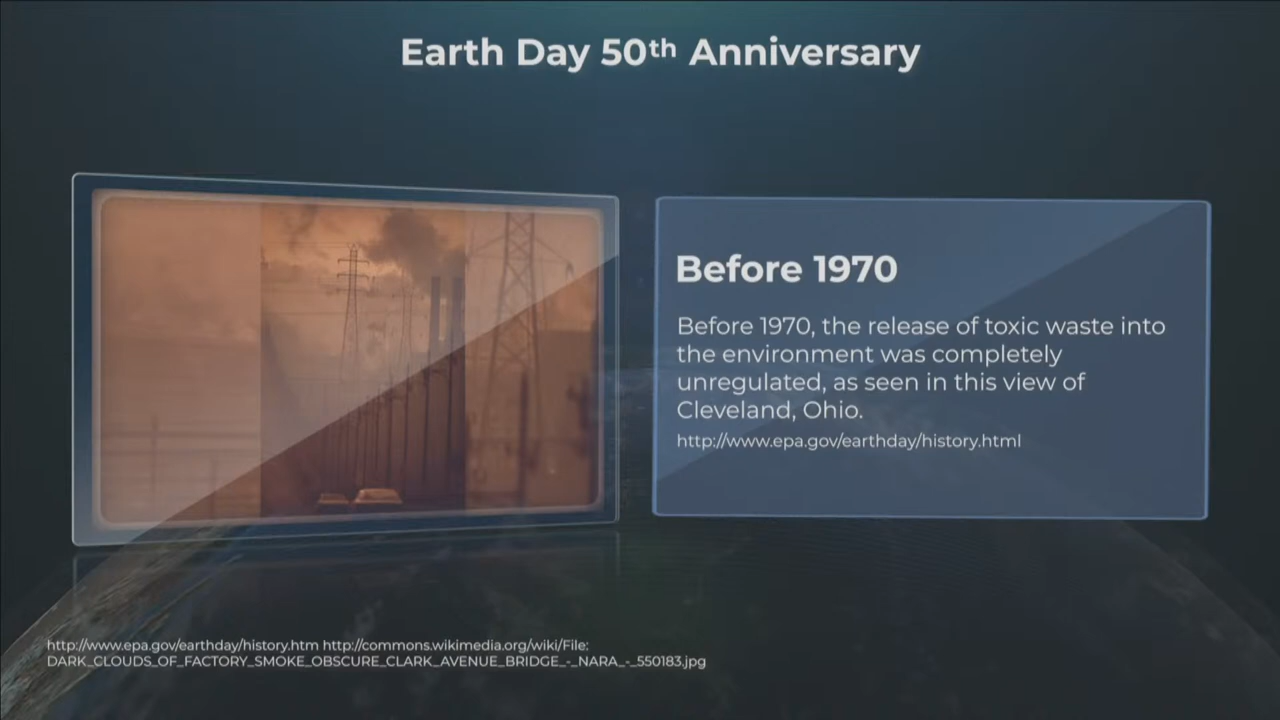 Earth Day 50th Anniversary
Before 1970
Before 1970, the release of toxic waste into
the environment was completely
unregulated, as seen in this view of
Cleveland, Ohio.
http://www.epa.gov/earthday/history.html
http://www.epa.gov/earthday/history.htm http://commons.wikimedia.org/wiki/File:
DARK_CLOUDS_OF_FACTORY_SMOKE_OBSCURE_CLARK_AVENUE_BRIDGE_-_NARA_-_550183.jpg